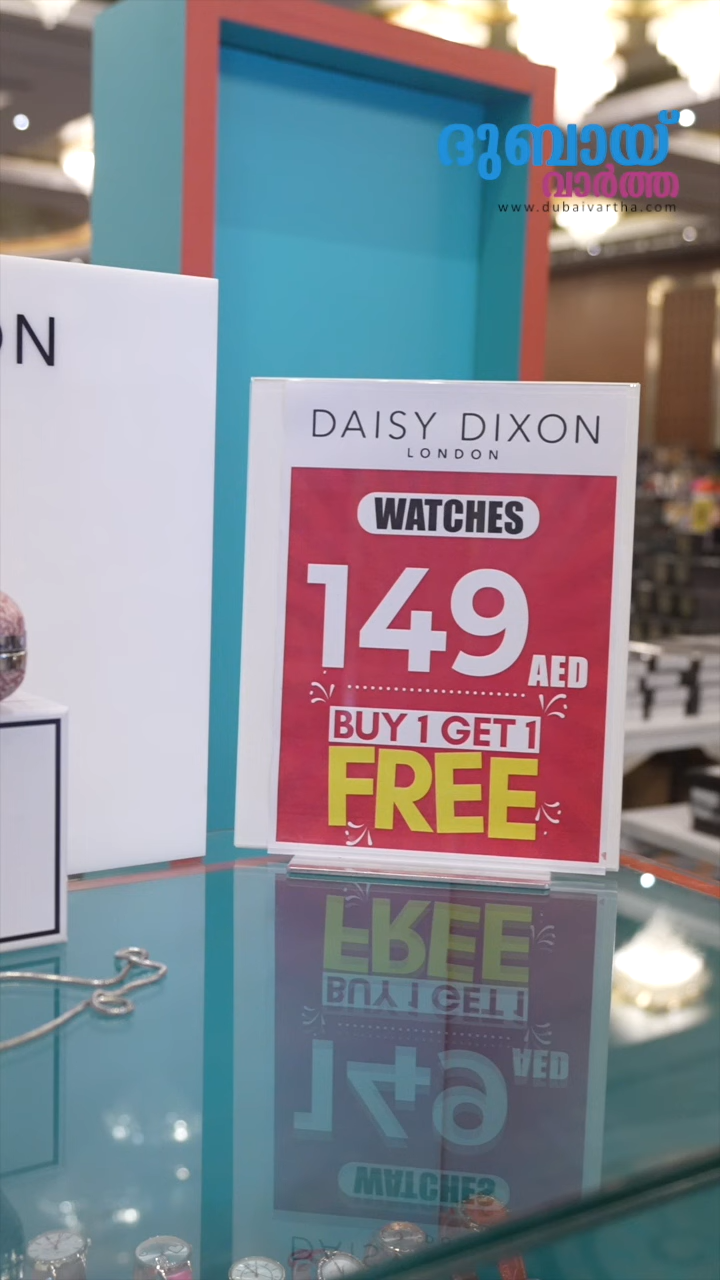 ദുബായ്
വാർത്ത
www.dubaivartha.com
ON
DAISY DIXON
LONDON
WATCHES
149 AED
BUY 1 GET 1
FREE